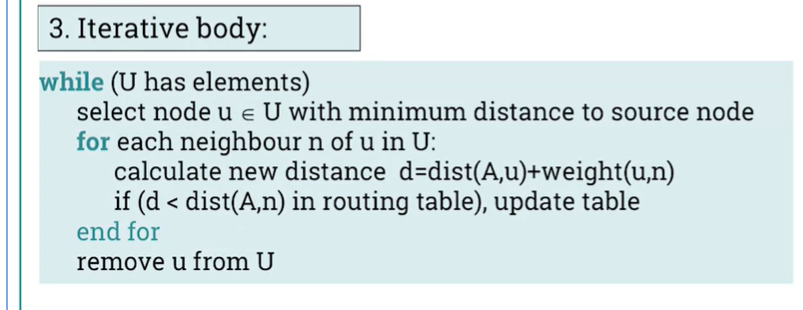 3. Iterative body:
while (U has elements)
select node u ∈ U with minimum distance to source node
for each neighbour n of u in U:
calculate new distance d=dist(A,u)+weight(u,n)
if (d < dist(A,n) in routing table), update table
end for
remove u from U